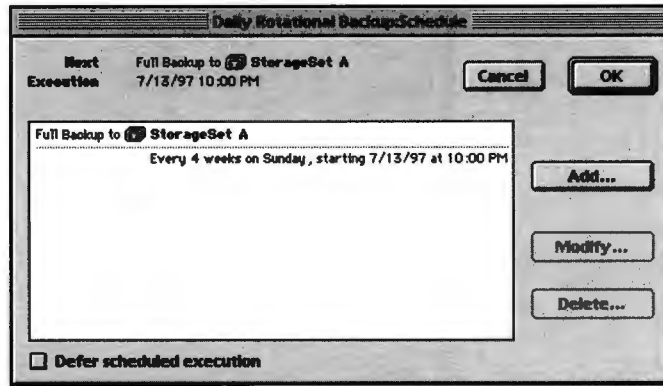 Daily Rotational Backup:Schedule
Next Execution
Full Backup to StorageSet A
7/13/97 10:00 PM
Cancel
OK
Full Backup to StorageSet A
Every 4 weeks on Sunday, starting 7/13/97 at 10:00 PM
Add...
Modify...
Delete...
Defer scheduled execution